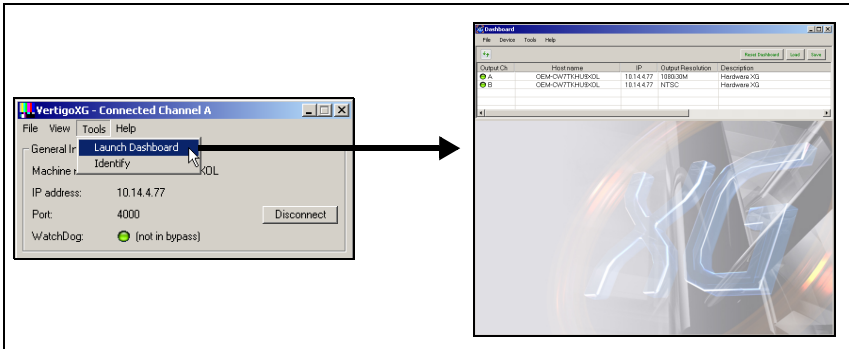 VertigoXG - Connected Channel A
File View Tools Help
General In
Launch Dashboard
Identify
Machine KOL
IP address: 10.14.4.77
Port: 4000 Disconnect
WatchDog: (not in bypass)
XG Dashboard
File Device Tools Help
Reset Dashboard Load Save
Output Ch Host name IP Output Resolution Description
A OEM-CW7TKHU9XOL 10.14.4.77 1080i30M Hardware XG
B OEM-CW7TKHU9XOL 10.14.4.77 NTSC Hardware XG
XG